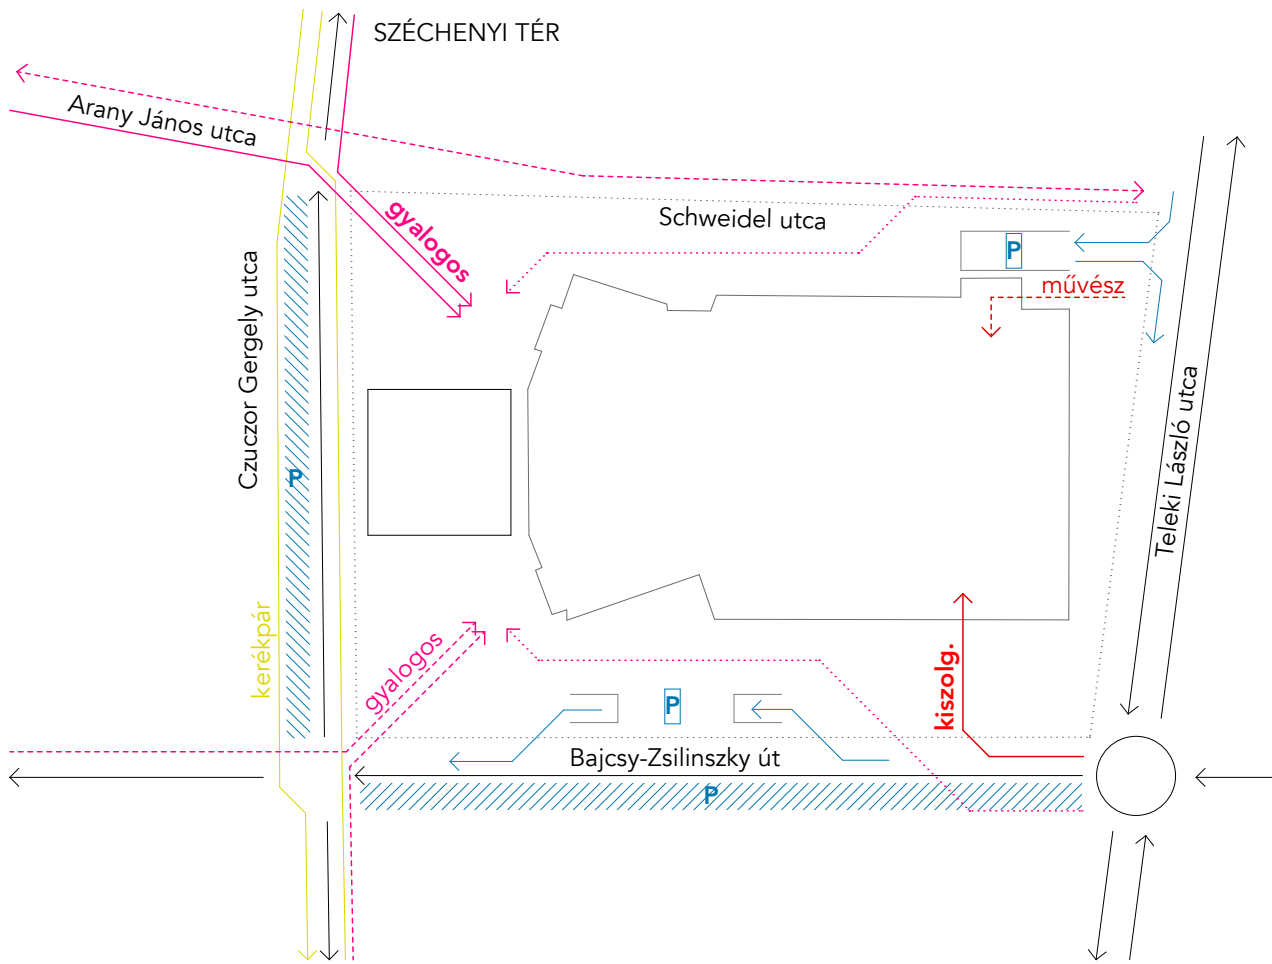 SZÉCHENYI TÉR
Arany János utca
gyalogos
Schweidel utca
P
művész
Czuczor Gergely utca
P
Teleki László utca
kerékpár
gyalogos
kiszolg.
P
Bajcsy-Zsilinszky út
P